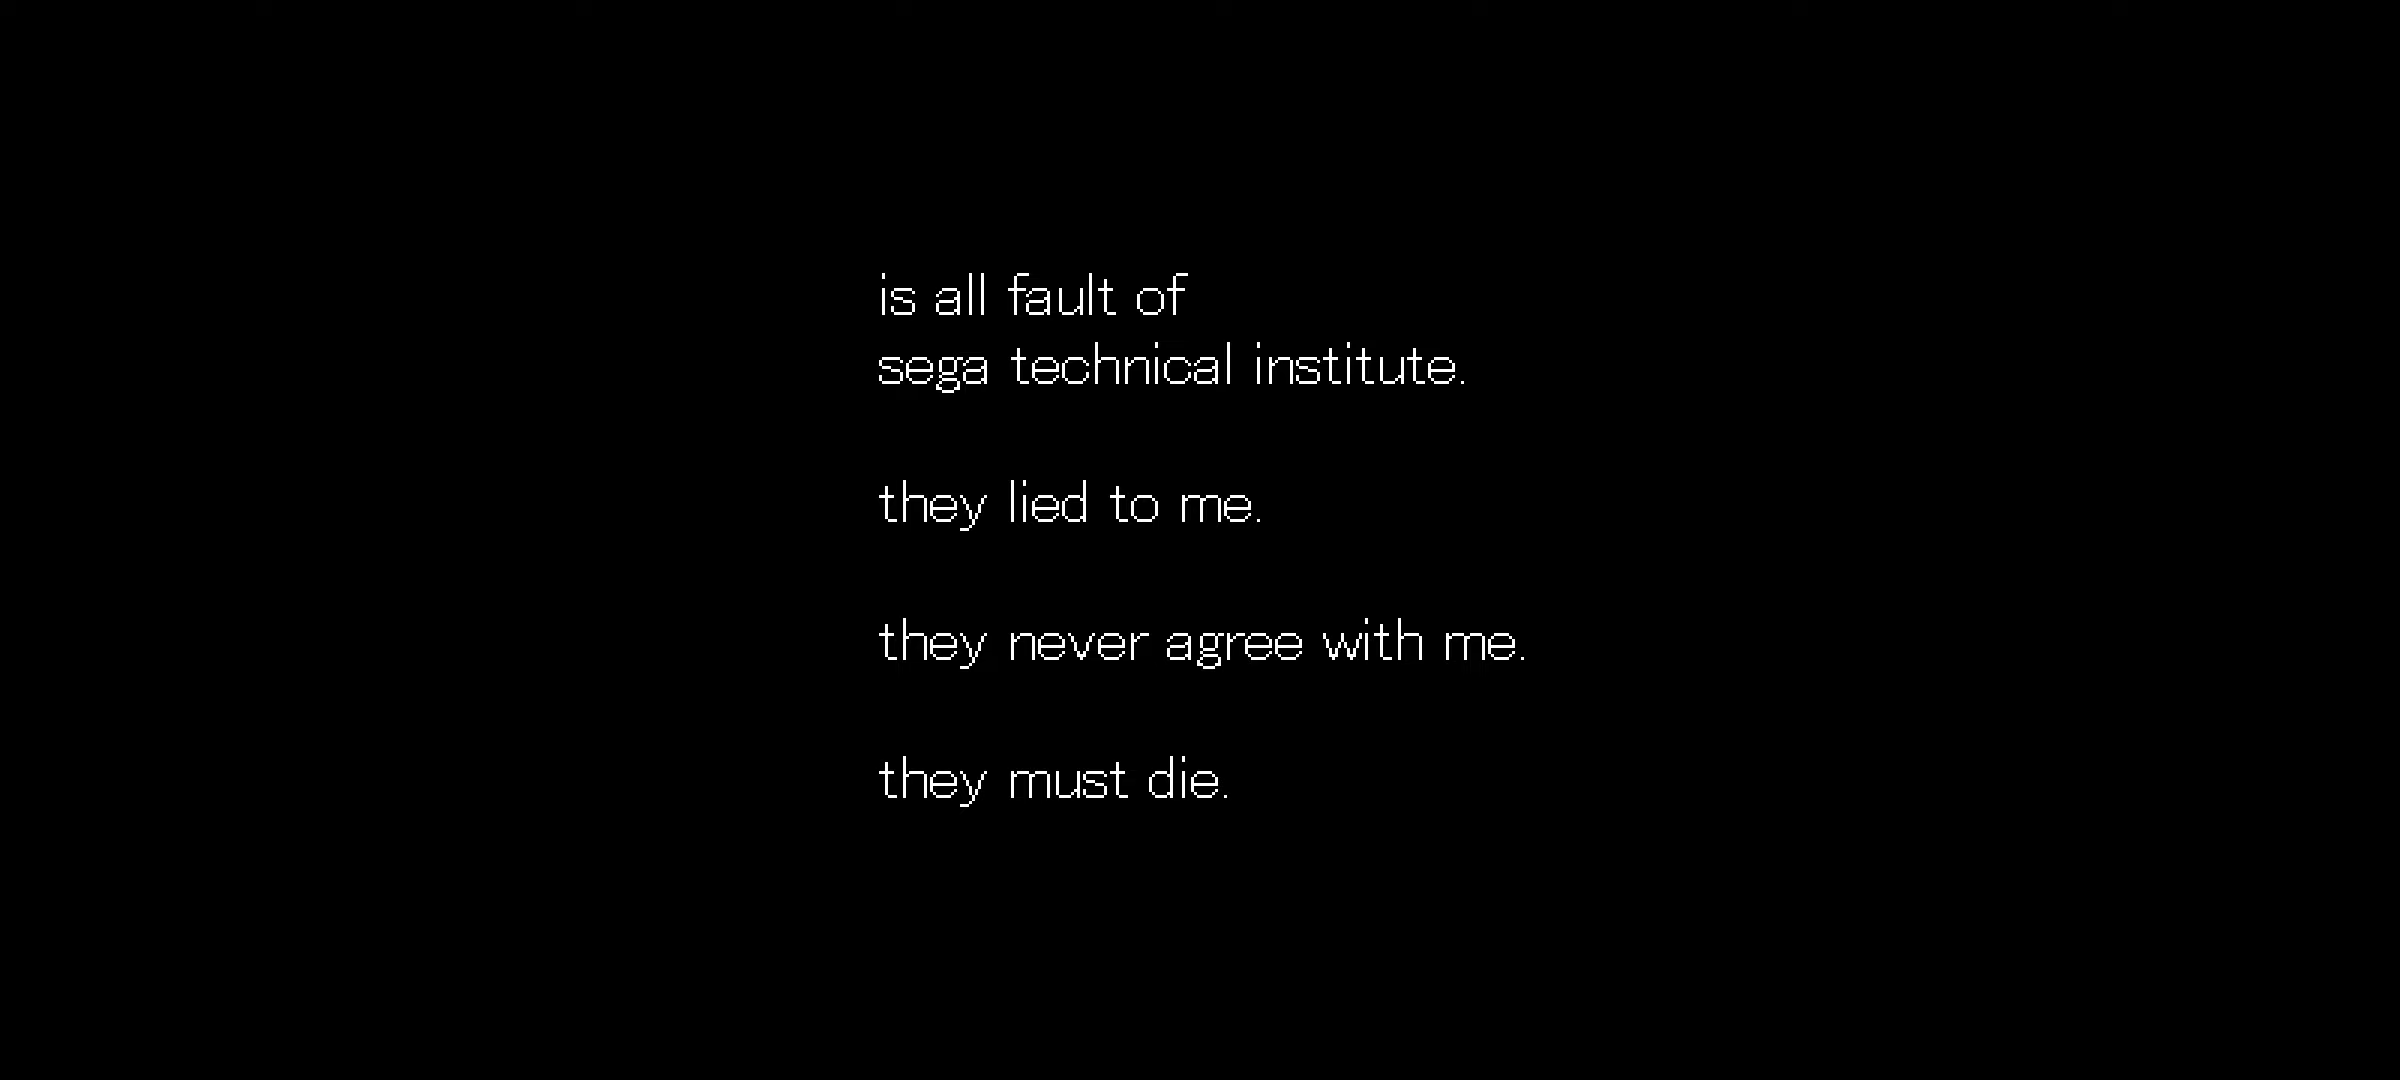 is all fault of
sega technical institute.
they lied to me.
they never agree with me.
they must die.